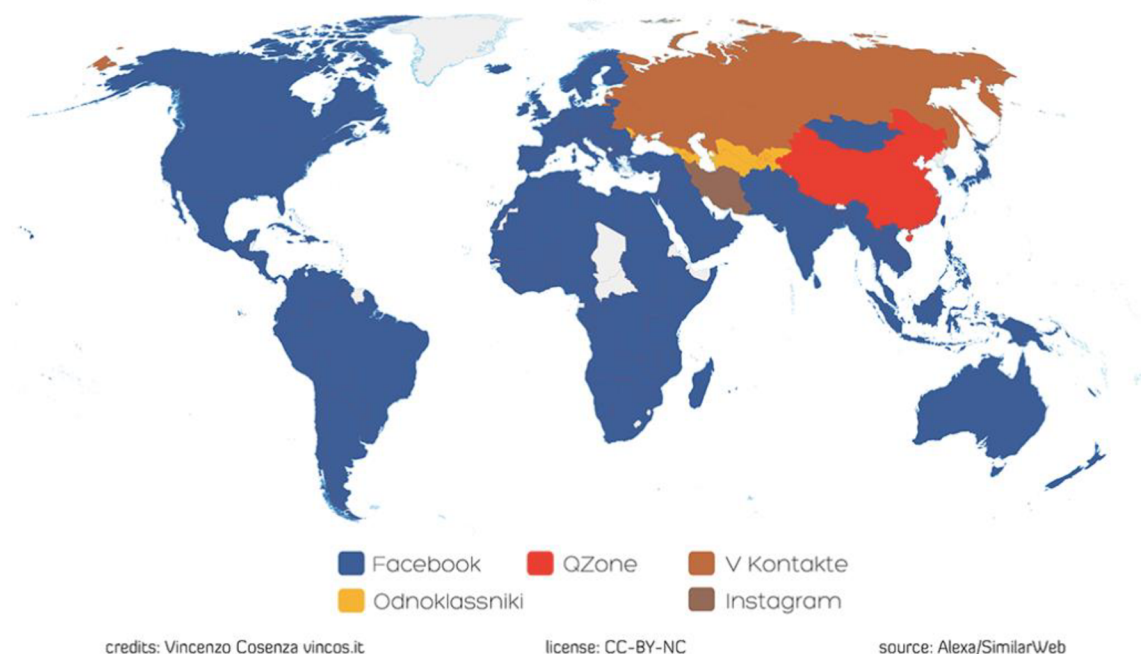 Facebook QZone V Kontakte
Odnoklassniki Instagram
credits: Vincenzo Cosenza vincos.it license: CC-BY-NC source: Alexa/SimilarWeb